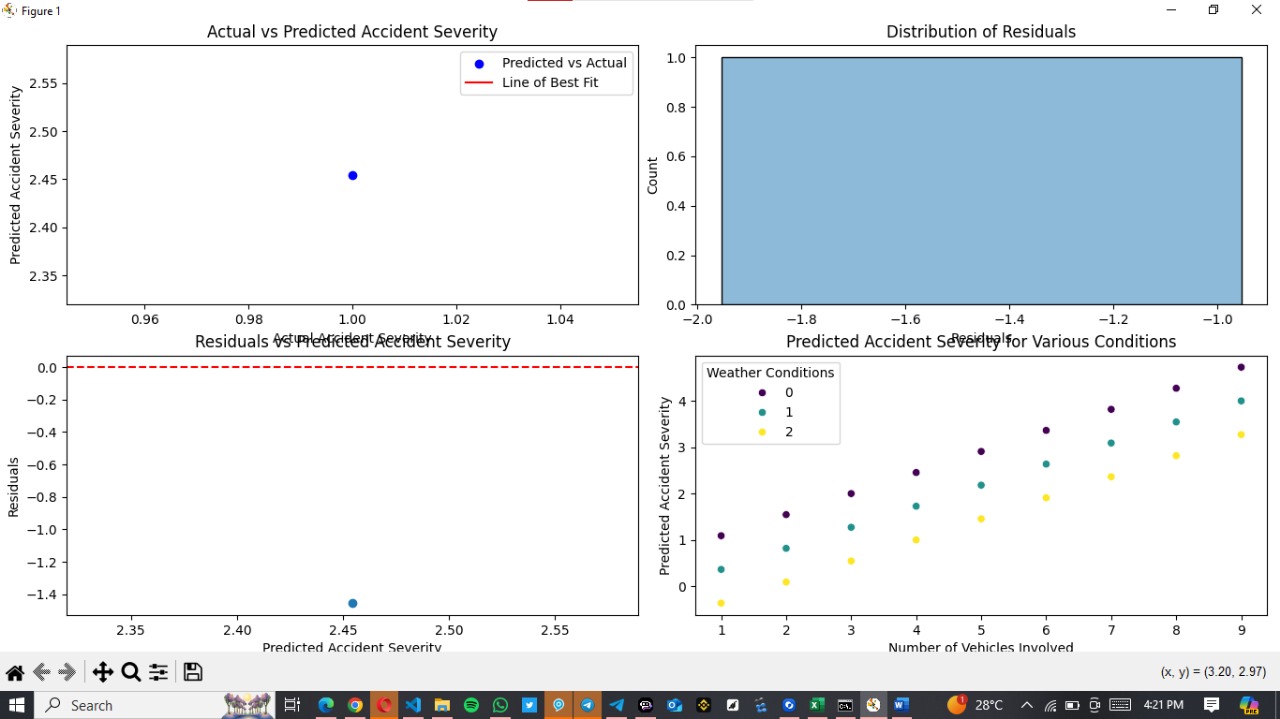 Figure 1
Actual vs Predicted Accident Severity
Predicted Accident Severity
2.55
2.50
2.45
2.40
2.35
Predicted vs Actual
Line of Best Fit
0.96 0.98 1.00 1.02 1.04
Actual Accident Severity
Distribution of Residuals
Count
1.0
0.8
0.6
0.4
0.2
0.0
−2.0 −1.8 −1.6 −1.4 −1.2 −1.0
Residuals
Residuals vs Predicted Accident Severity
Residuals
0.0
−0.2
−0.4
−0.6
−0.8
−1.0
−1.2
−1.4
2.35 2.40 2.45 2.50 2.55
Predicted Accident Severity
Predicted Accident Severity for Various Conditions
Predicted Accident Severity
Weather Conditions
0
1
2
4
3
2
1
0
1 2 3 4 5 6 7 8 9
Number of Vehicles Involved
(x, y) = (3.20, 2.97)
Search
28°C
4:21 PM